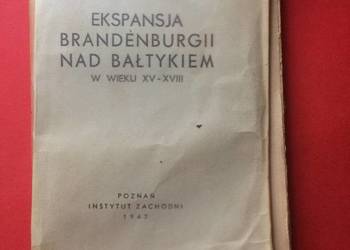 EKSPANSJA
BRANDENBURGII
NAD BAŁTYKIEM
W WIEKU XV-XVIII
POZNAŃ
INSTYTUT ZACHODNI